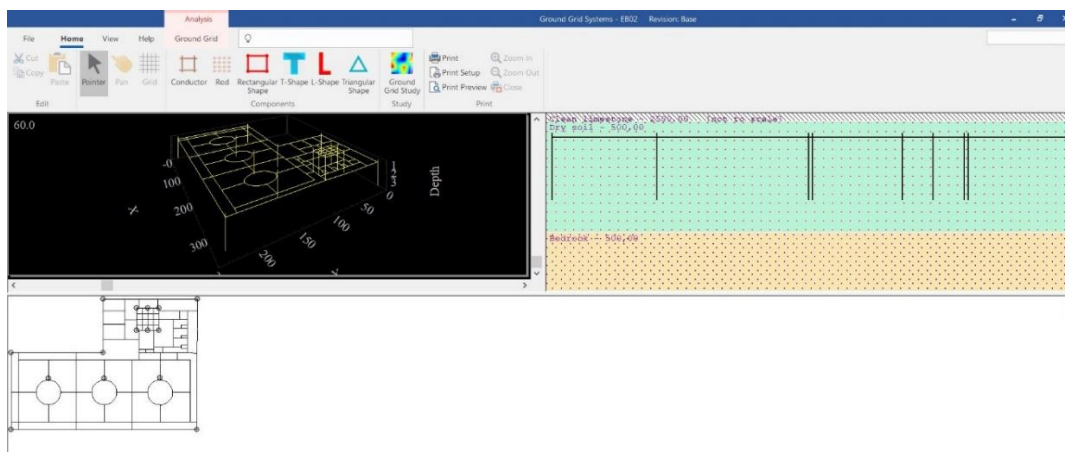 Analysis
Ground Grid Systems - EB02 Revision: Base
File Home View Help Ground Grid
Cut
Copy
Paste
Pointer
Pan
Grid
Conductor
Rod
Rectangular Shape
T-Shape
L-Shape
Triangular Shape
Ground Grid Study
Print
Print Setup
Print Preview
Zoom In
Zoom Out
Close
Edit
Components
Study
Print
60.0
-0
100
200
300
X
200
150
100
50
0
Depth
Clean limestone - 2500,00 (not to scale)
Dry soil - 500,00
Bedrock - 500,00